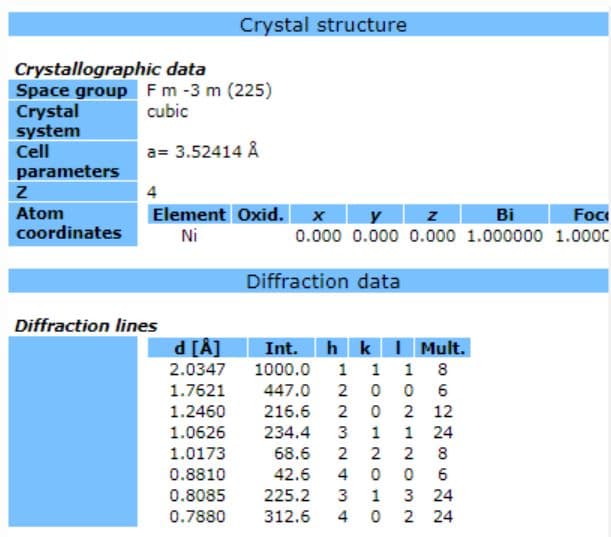 Crystal structure
Crystallographic data
Space group F m -3 m (225)
Crystal system cubic
Cell parameters a= 3.52414 Å
Z 4
Atom coordinates Element Oxid. x y z Bi Foc
Ni 0.000 0.000 0.000 1.000000 1.0000
Diffraction data
Diffraction lines
d [Å] Int. h k l Mult.
2.0347 1000.0 1 1 1 8
1.7621 447.0 2 0 0 6
1.2460 216.6 2 0 2 12
1.0626 234.4 3 1 1 24
1.0173 68.6 2 2 2 8
0.8810 42.6 4 0 0 6
0.8085 225.2 3 1 3 24
0.7880 312.6 4 0 2 24